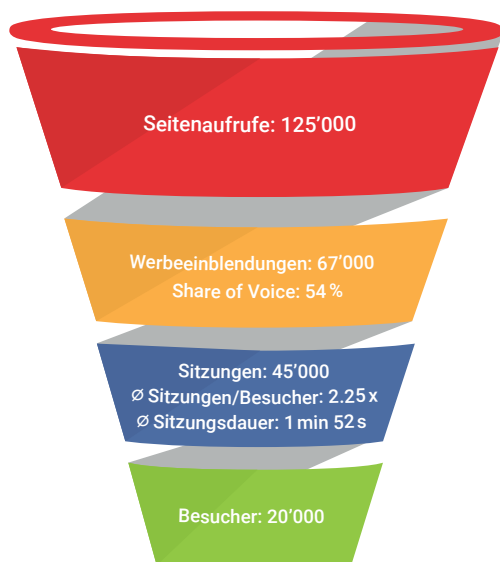 Seitenaufrufe: 125’000
Werbeeinblendungen: 67’000
Share of Voice: 54 %
Sitzungen: 45’000
Ø Sitzungen/Besucher: 2.25 x
Ø Sitzungsdauer: 1 min 52 s
Besucher: 20’000